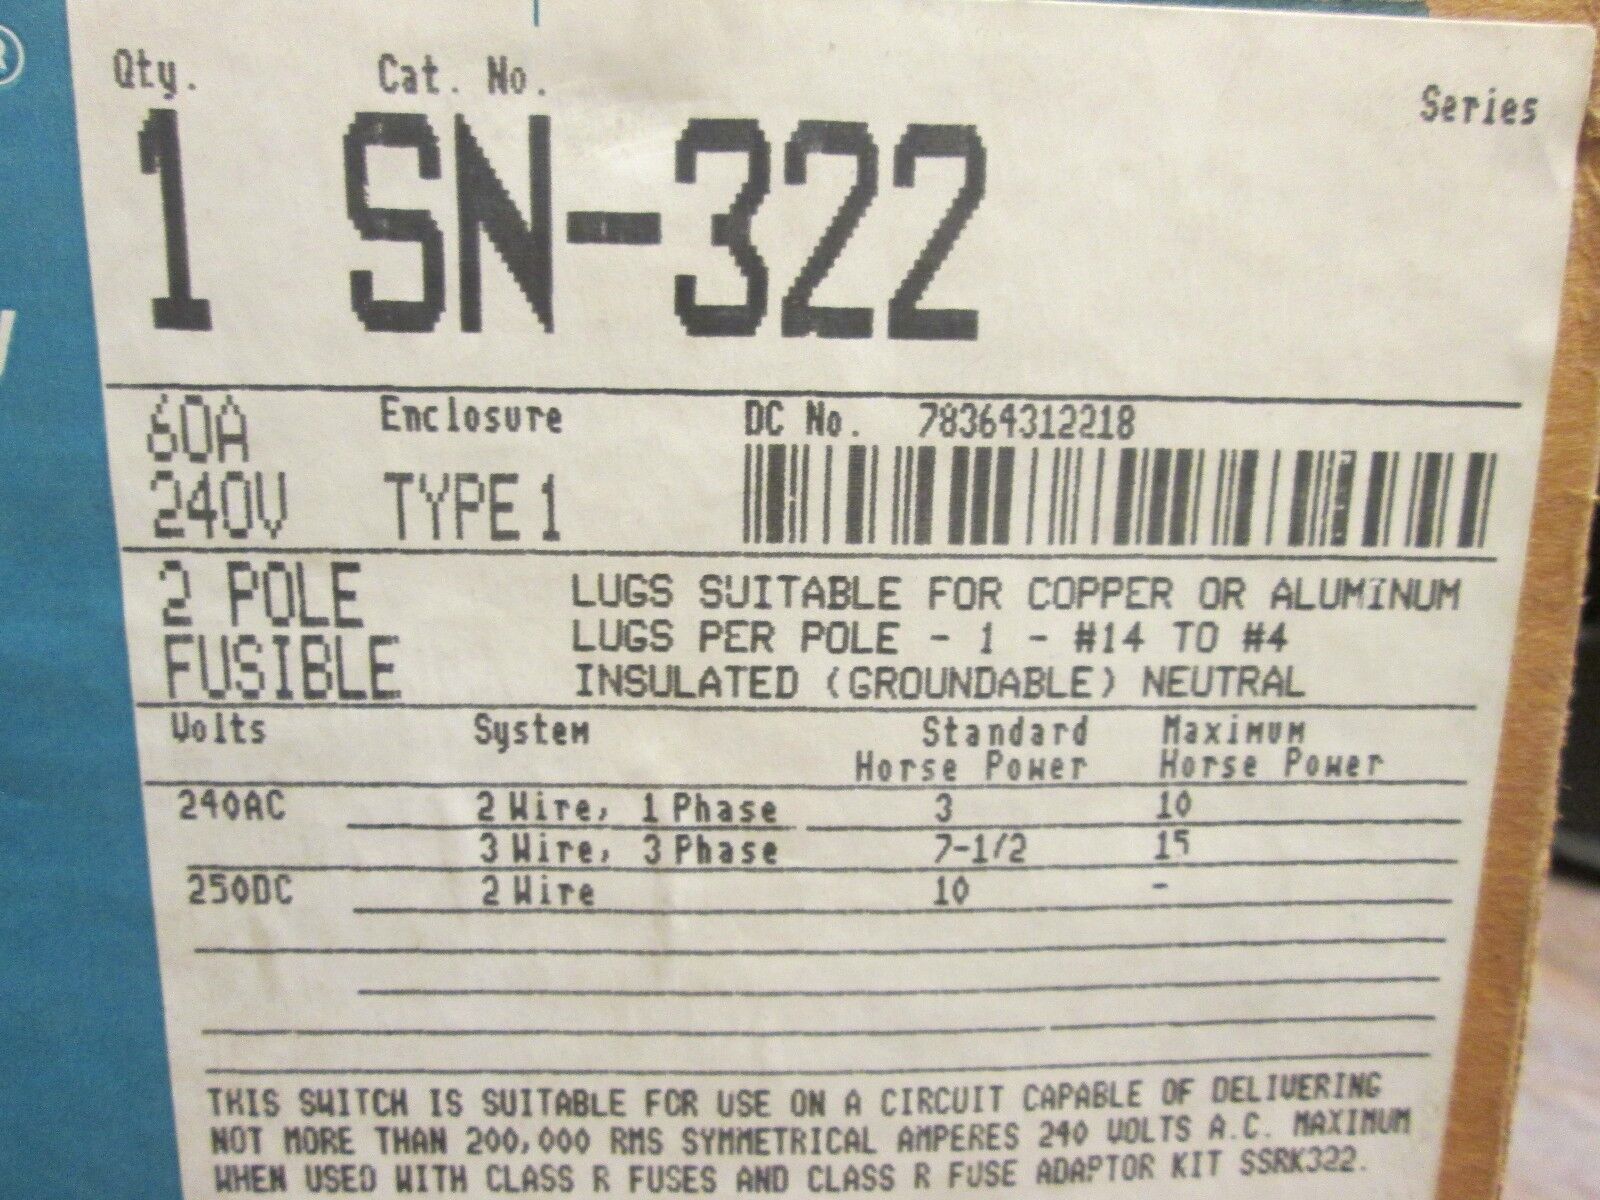 Qty. Cat. No. Series
1 SN-322
60A Enclosure DC No. 78364312218
240V TYPE 1
2 POLE
FUSIBLE
LUGS SUITABLE FOR COPPER OR ALUMINUM
LUGS PER POLE - 1 - #14 TO #4
INSULATED (GROUNDABLE) NEUTRAL
Volts System Standard Horse Power Maximum Horse Power
240AC 2 Wire, 1 Phase 3 10
3 Wire, 3 Phase 7-1/2 15
250DC 2 Wire 10 -
THIS SWITCH IS SUITABLE FOR USE ON A CIRCUIT CAPABLE OF DELIVERING
NOT MORE THAN 200,000 RMS SYMMETRICAL AMPERES 240 VOLTS A.C. MAXIMUM
WHEN USED WITH CLASS R FUSES AND CLASS R FUSE ADAPTOR KIT SSRK322.